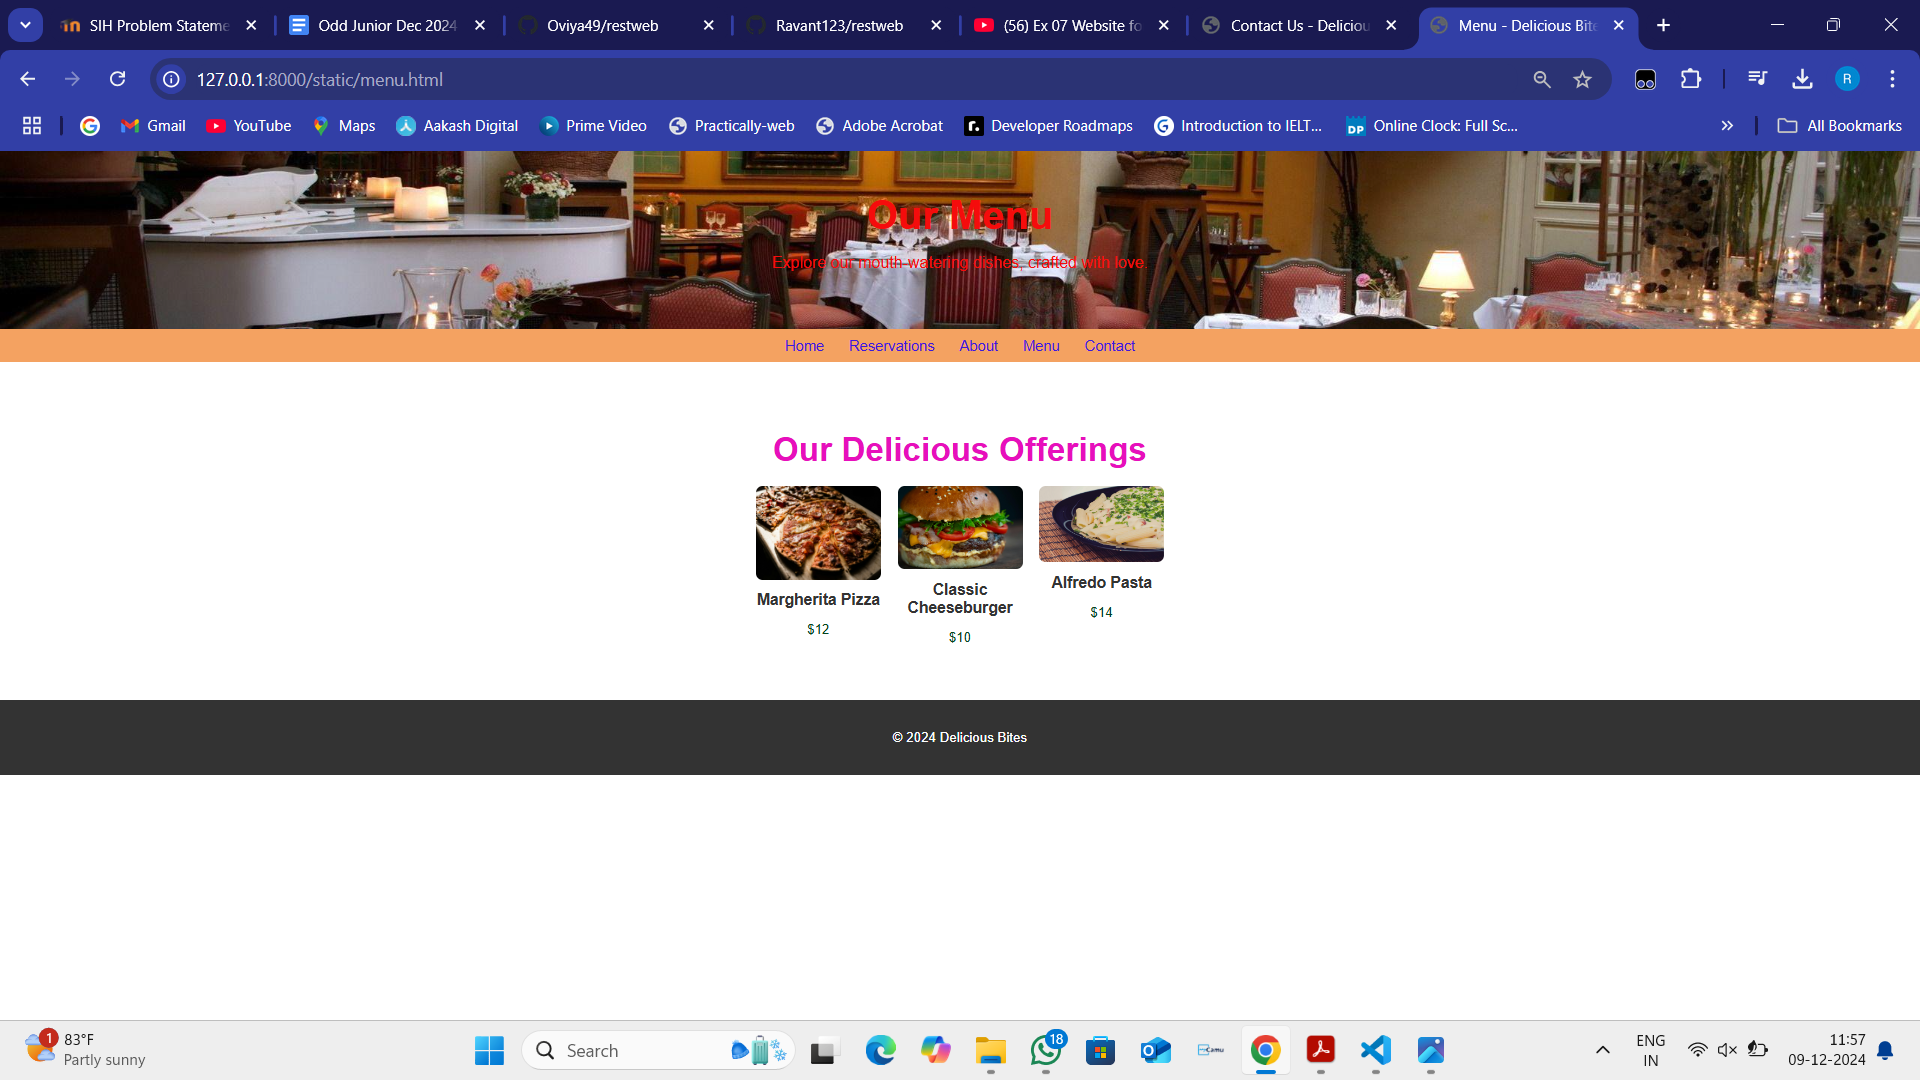 SIH Problem Stateme
Odd Junior Dec 2024
Oviya49/restweb
Ravant123/restweb
(56) Ex 07 Website fo
Contact Us - Deliciou
Menu - Delicious Bite
127.0.0.1:8000/static/menu.html
R
Gmail
YouTube
Maps
Aakash Digital
Prime Video
Practically-web
Adobe Acrobat
Developer Roadmaps
Introduction to IELT...
DP
Online Clock: Full Sc...
All Bookmarks
Our Menu
Explore our mouth-watering dishes, crafted with love.
Home Reservations About Menu Contact
Our Delicious Offerings
Margherita Pizza
$12
Classic
Cheeseburger
$10
Alfredo Pasta
$14
© 2024 Delicious Bites
1
83°F
Partly sunny
Search
18
Camu
ENG
IN
11:57
09-12-2024